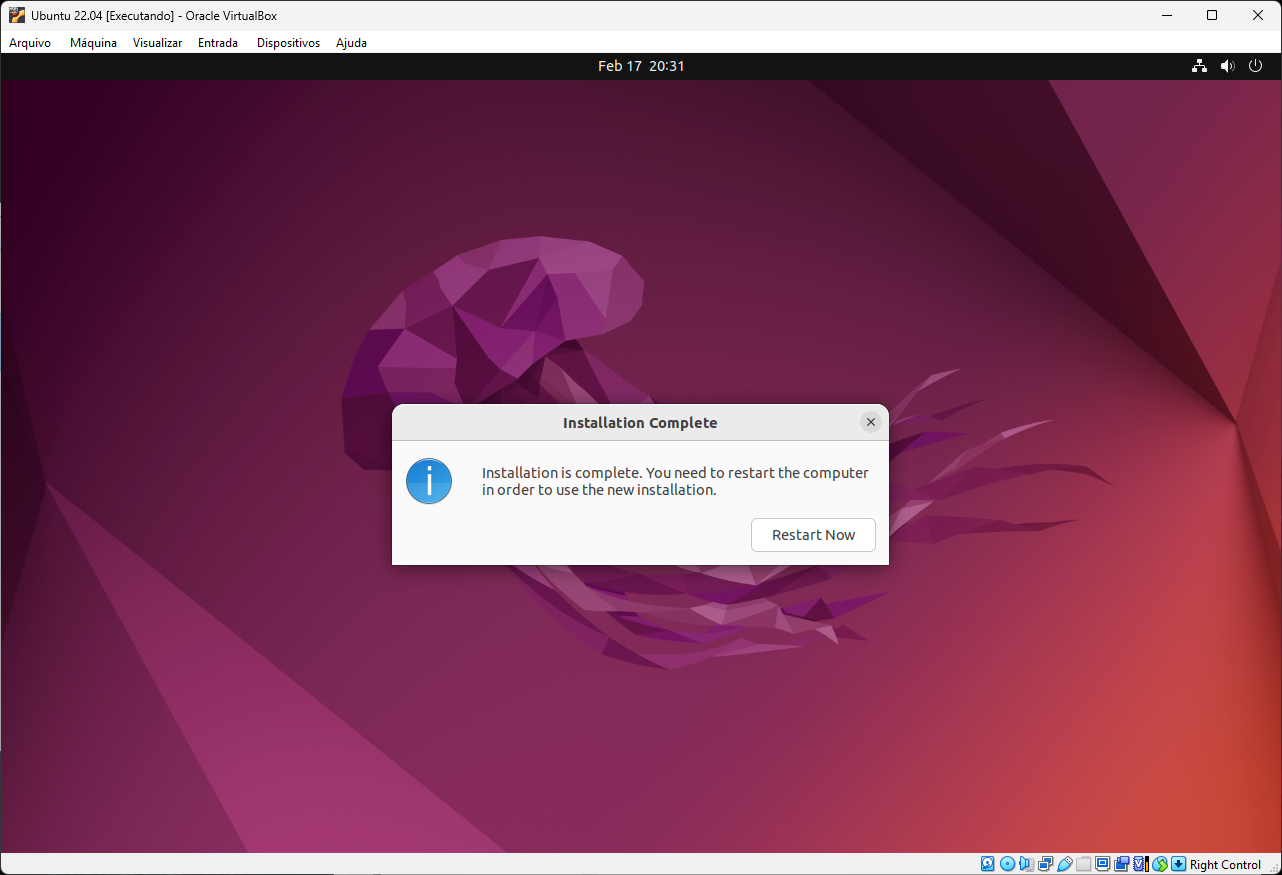 Ubuntu 22.04 [Executando] - Oracle VirtualBox
Arquivo Máquina Visualizar Entrada Dispositivos Ajuda
Feb 17 20:31
Installation Complete
Installation is complete. You need to restart the computer
in order to use the new installation.
Restart Now
Right Control